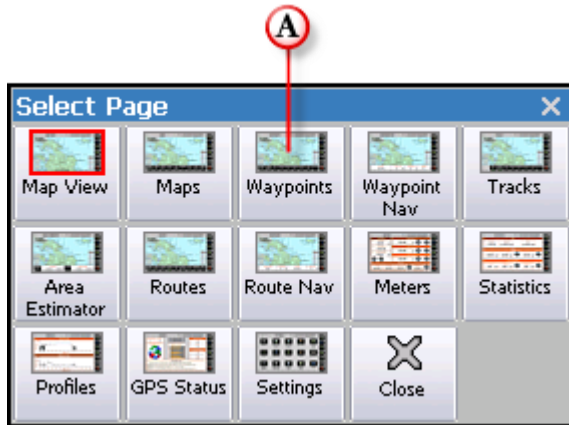 A
Select Page
Map View
Maps
Waypoints
Waypoint
Nav
Tracks
Area
Estimator
Routes
Route Nav
Meters
Statistics
Profiles
GPS Status
Settings
Close